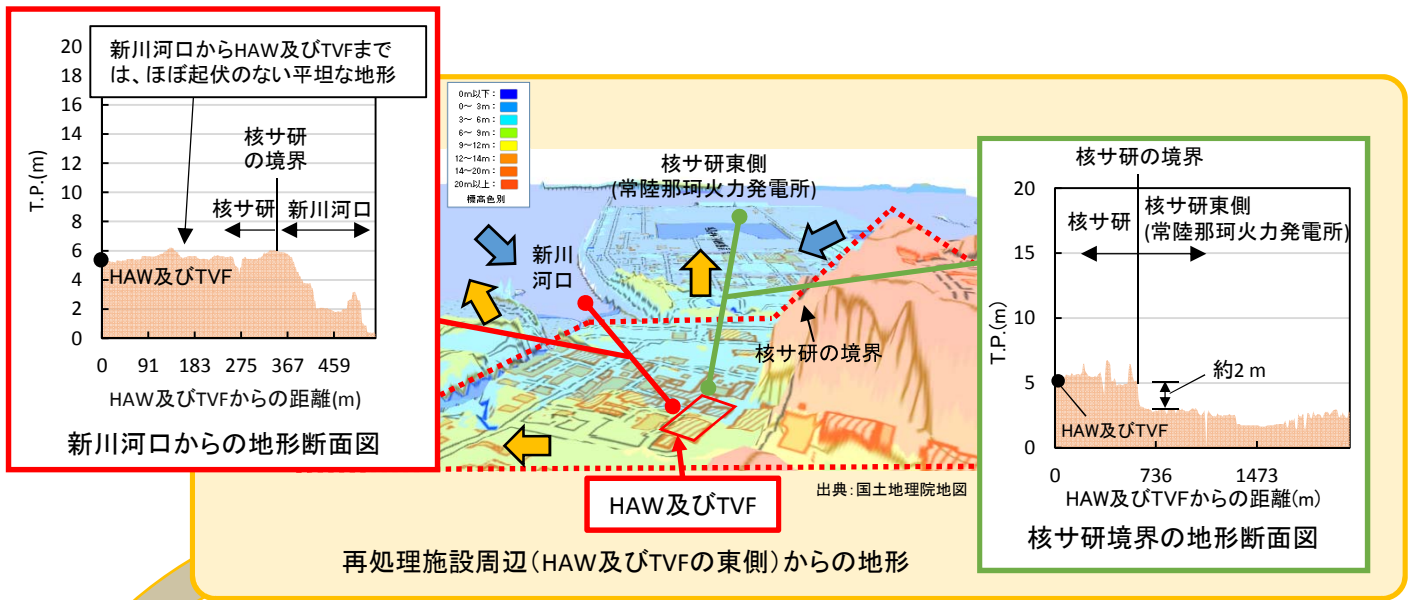 T.P.(m)
20
18
16
14
12
10
8
6
4
2
0
新川河口からHAW及びTVFまで
は、ほぼ起伏のない平坦な地形
核サ研
の境界
核サ研
新川河口
HAW及びTVF
0
91
183
275
367
459
HAW及びTVFからの距離(m)
新川河口からの地形断面図
0m以下:
0~ 3m:
3~ 6m:
6~ 9m:
9~12m:
12~14m:
14~20m:
20m以上:
標高色別
核サ研東側
(常陸那珂火力発電所)
新川
河口
核サ研の境界
HAW及びTVF
出典:国土地理院地図
再処理施設周辺(HAW及びTVFの東側)からの地形
核サ研の境界
T.P.(m)
20
15
10
5
0
核サ研
核サ研東側
(常陸那珂火力発電所)
約2 m
HAW及びTVF
0
736
1473
HAW及びTVFからの距離(m)
核サ研境界の地形断面図